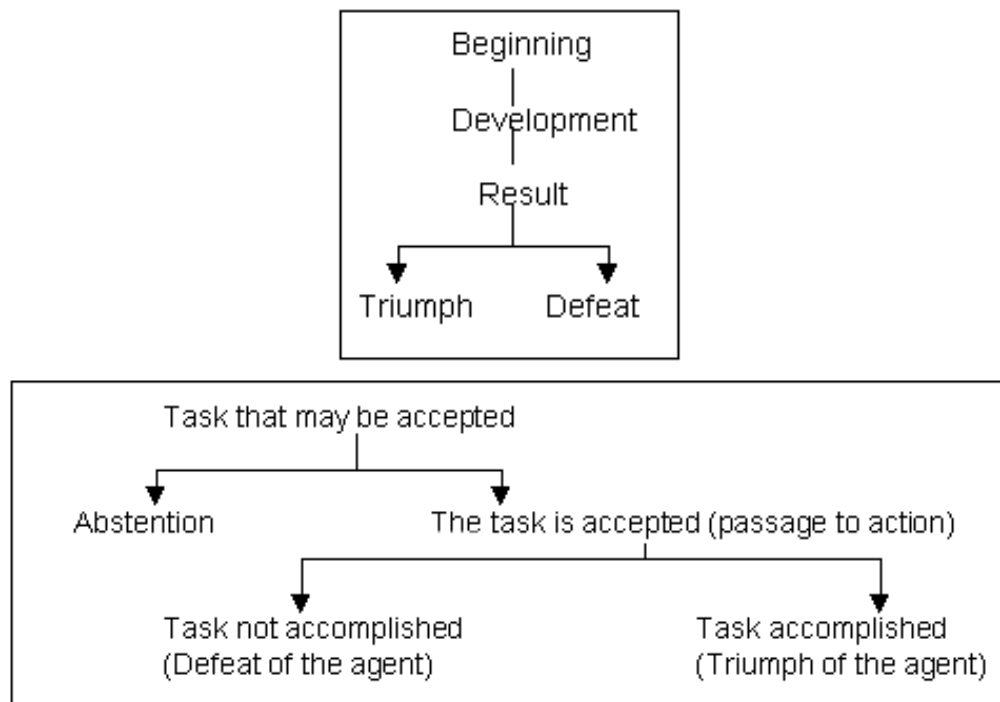 Beginning
Development
Result
Triumph Defeat
Task that may be accepted
Abstention The task is accepted (passage to action)
Task not accomplished Task accomplished
(Defeat of the agent) (Triumph of the agent)